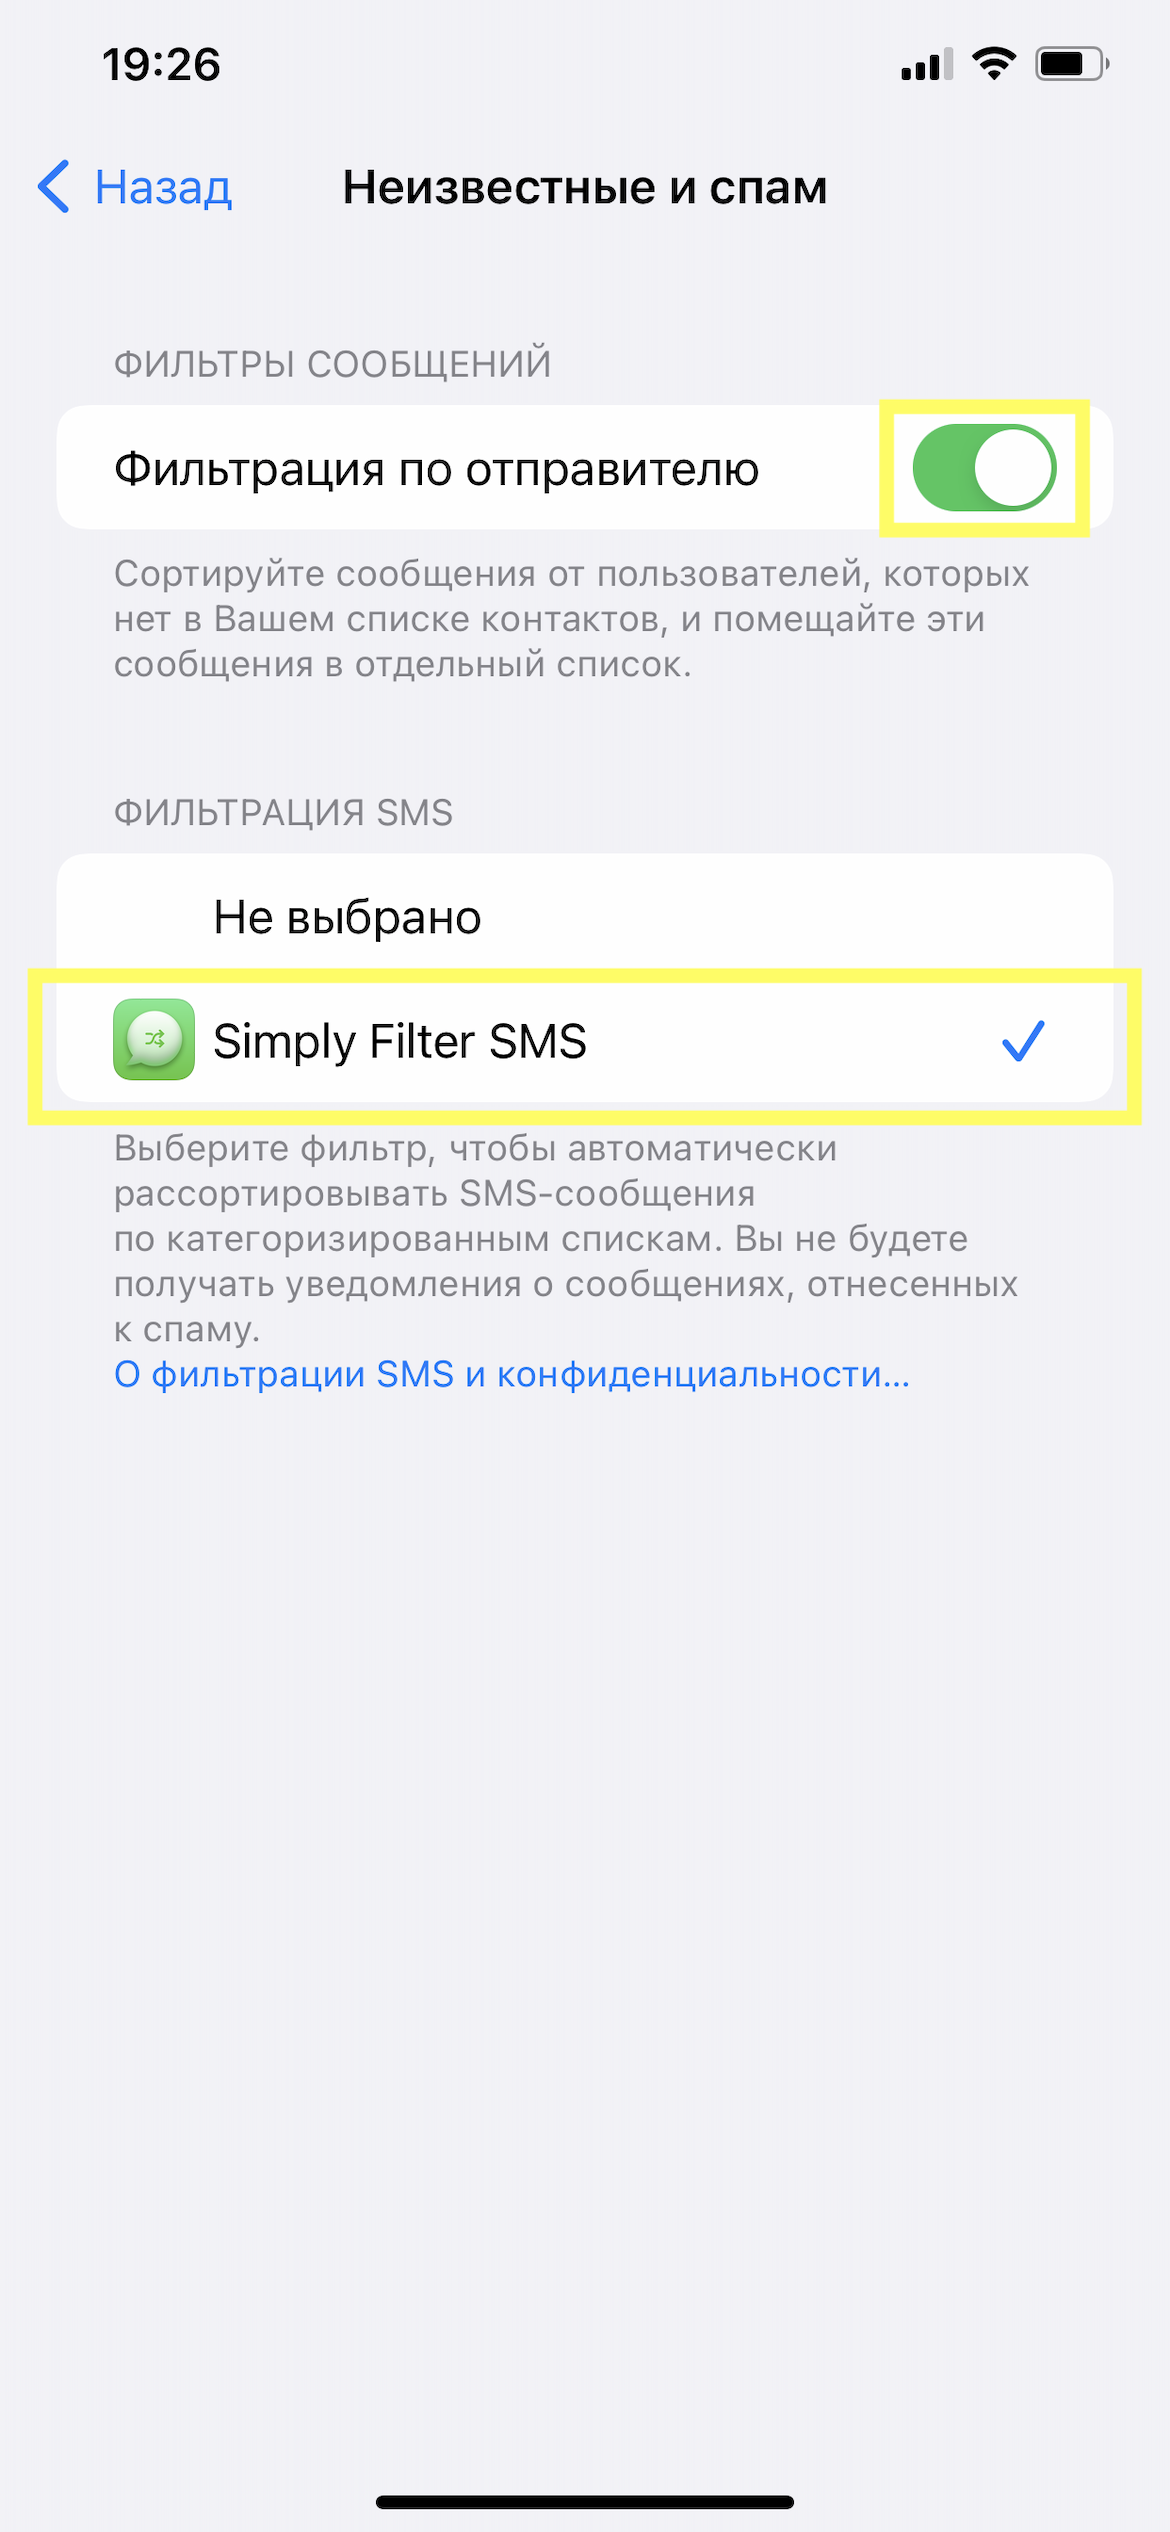 19:26
Назад
Неизвестные и спам
ФИЛЬТРЫ СООБЩЕНИЙ
Фильтрация по отправителю
Сортируйте сообщения от пользователей, которых
нет в Вашем списке контактов, и помещайте эти
сообщения в отдельный список.
ФИЛЬТРАЦИЯ SMS
Не выбрано
Simply Filter SMS
Выберите фильтр, чтобы автоматически
рассортировывать SMS-сообщения
по категоризированным спискам. Вы не будете
получать уведомления о сообщениях, отнесенных
к спаму.
О фильтрации SMS и конфиденциальности...